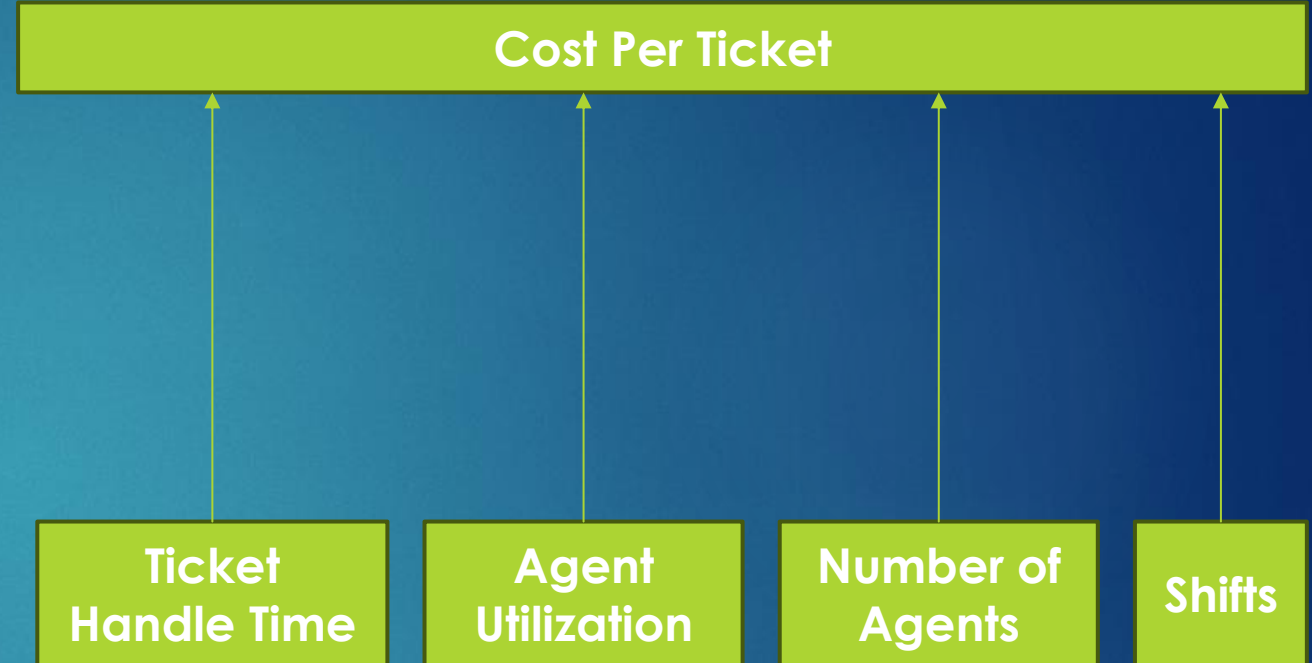 Cost Per Ticket
Ticket
Handle Time
Agent
Utilization
Number of
Agents
Shifts